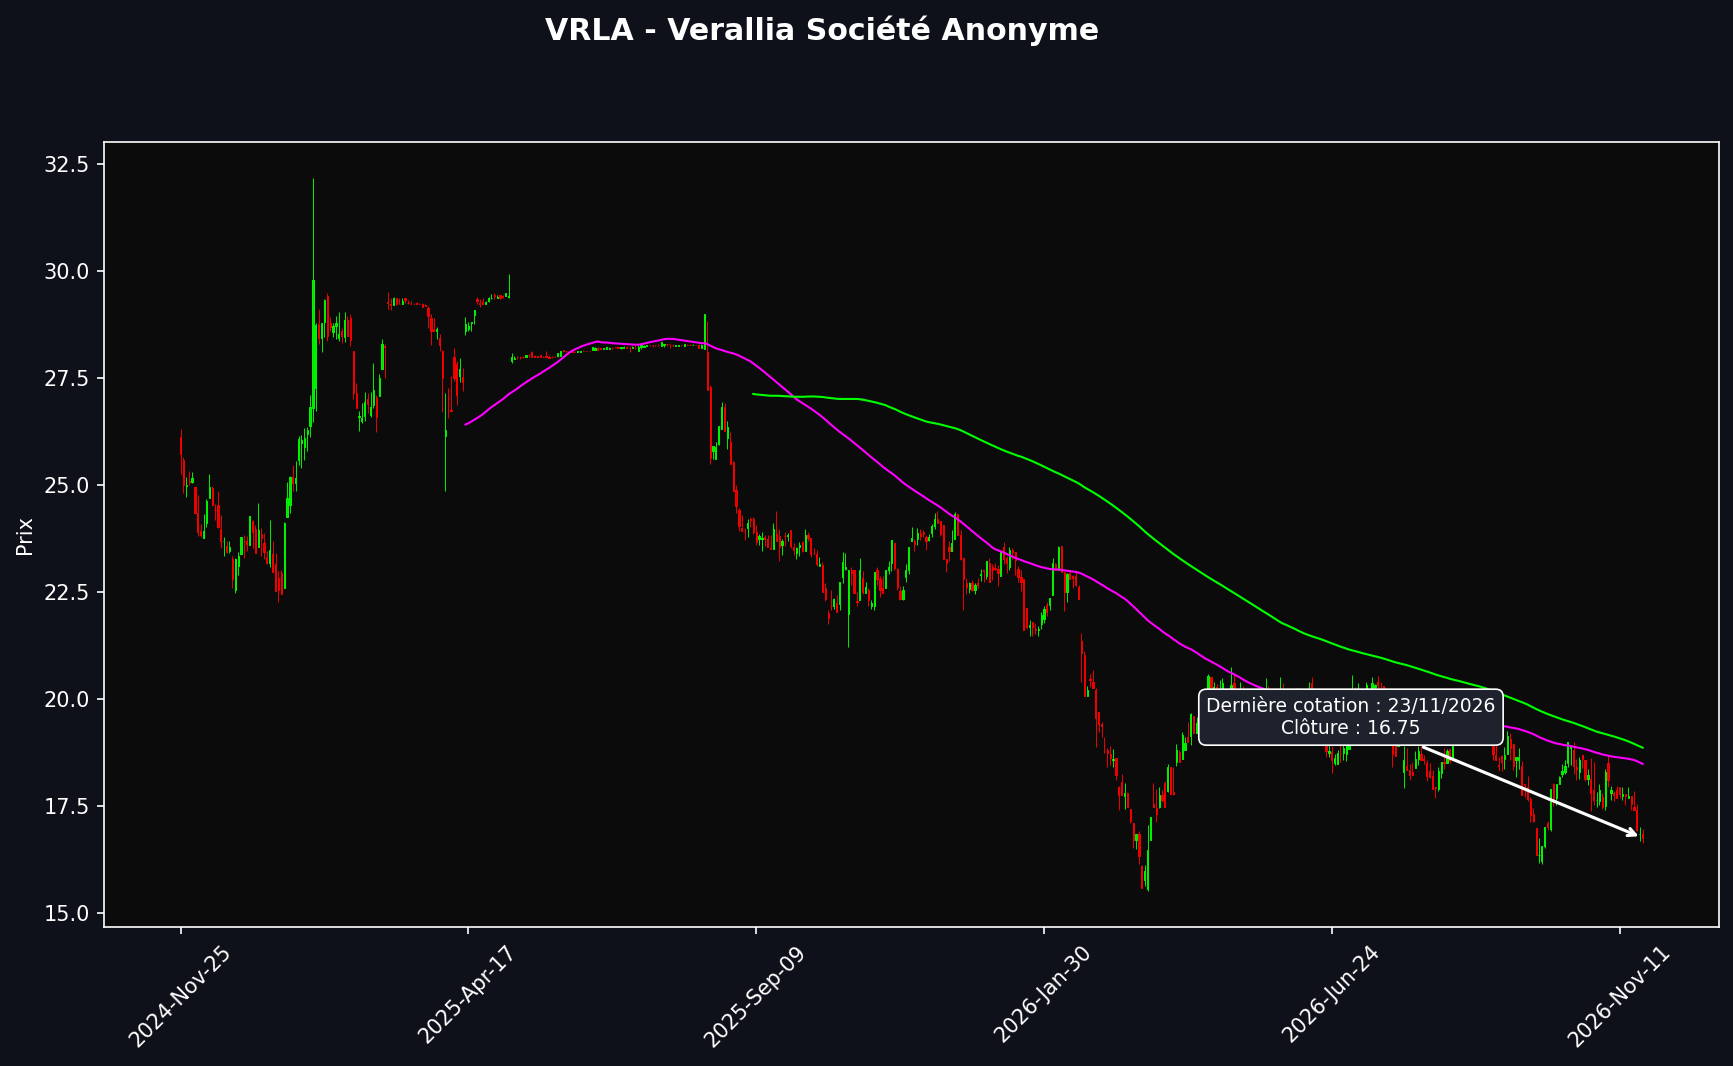 VRLA - Verallia Société Anonyme
Prix
32.5
30.0
27.5
25.0
22.5
20.0
17.5
15.0
Dernière cotation : 23/11/2026
Clôture : 16.75
2024-Nov-25
2025-Apr-17
2025-Sep-09
2026-Jan-30
2026-Jun-24
2026-Nov-11